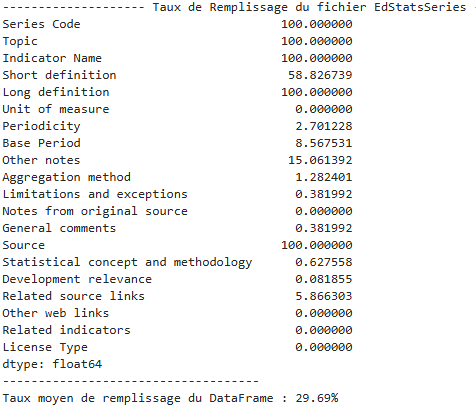 -------------------- Taux de Remplissage du fichier EdStatsSeries -
Series Code 100.000000
Topic 100.000000
Indicator Name 100.000000
Short definition 58.826739
Long definition 100.000000
Unit of measure 0.000000
Periodicity 2.701228
Base Period 8.567531
Other notes 15.061392
Aggregation method 1.282401
Limitations and exceptions 0.381992
Notes from original source 0.000000
General comments 0.381992
Source 100.000000
Statistical concept and methodology 0.627558
Development relevance 0.081855
Related source links 5.866303
Other web links 0.000000
Related indicators 0.000000
License Type 0.000000
dtype: float64
------------------------------------
Taux moyen de remplissage du DataFrame : 29.69%